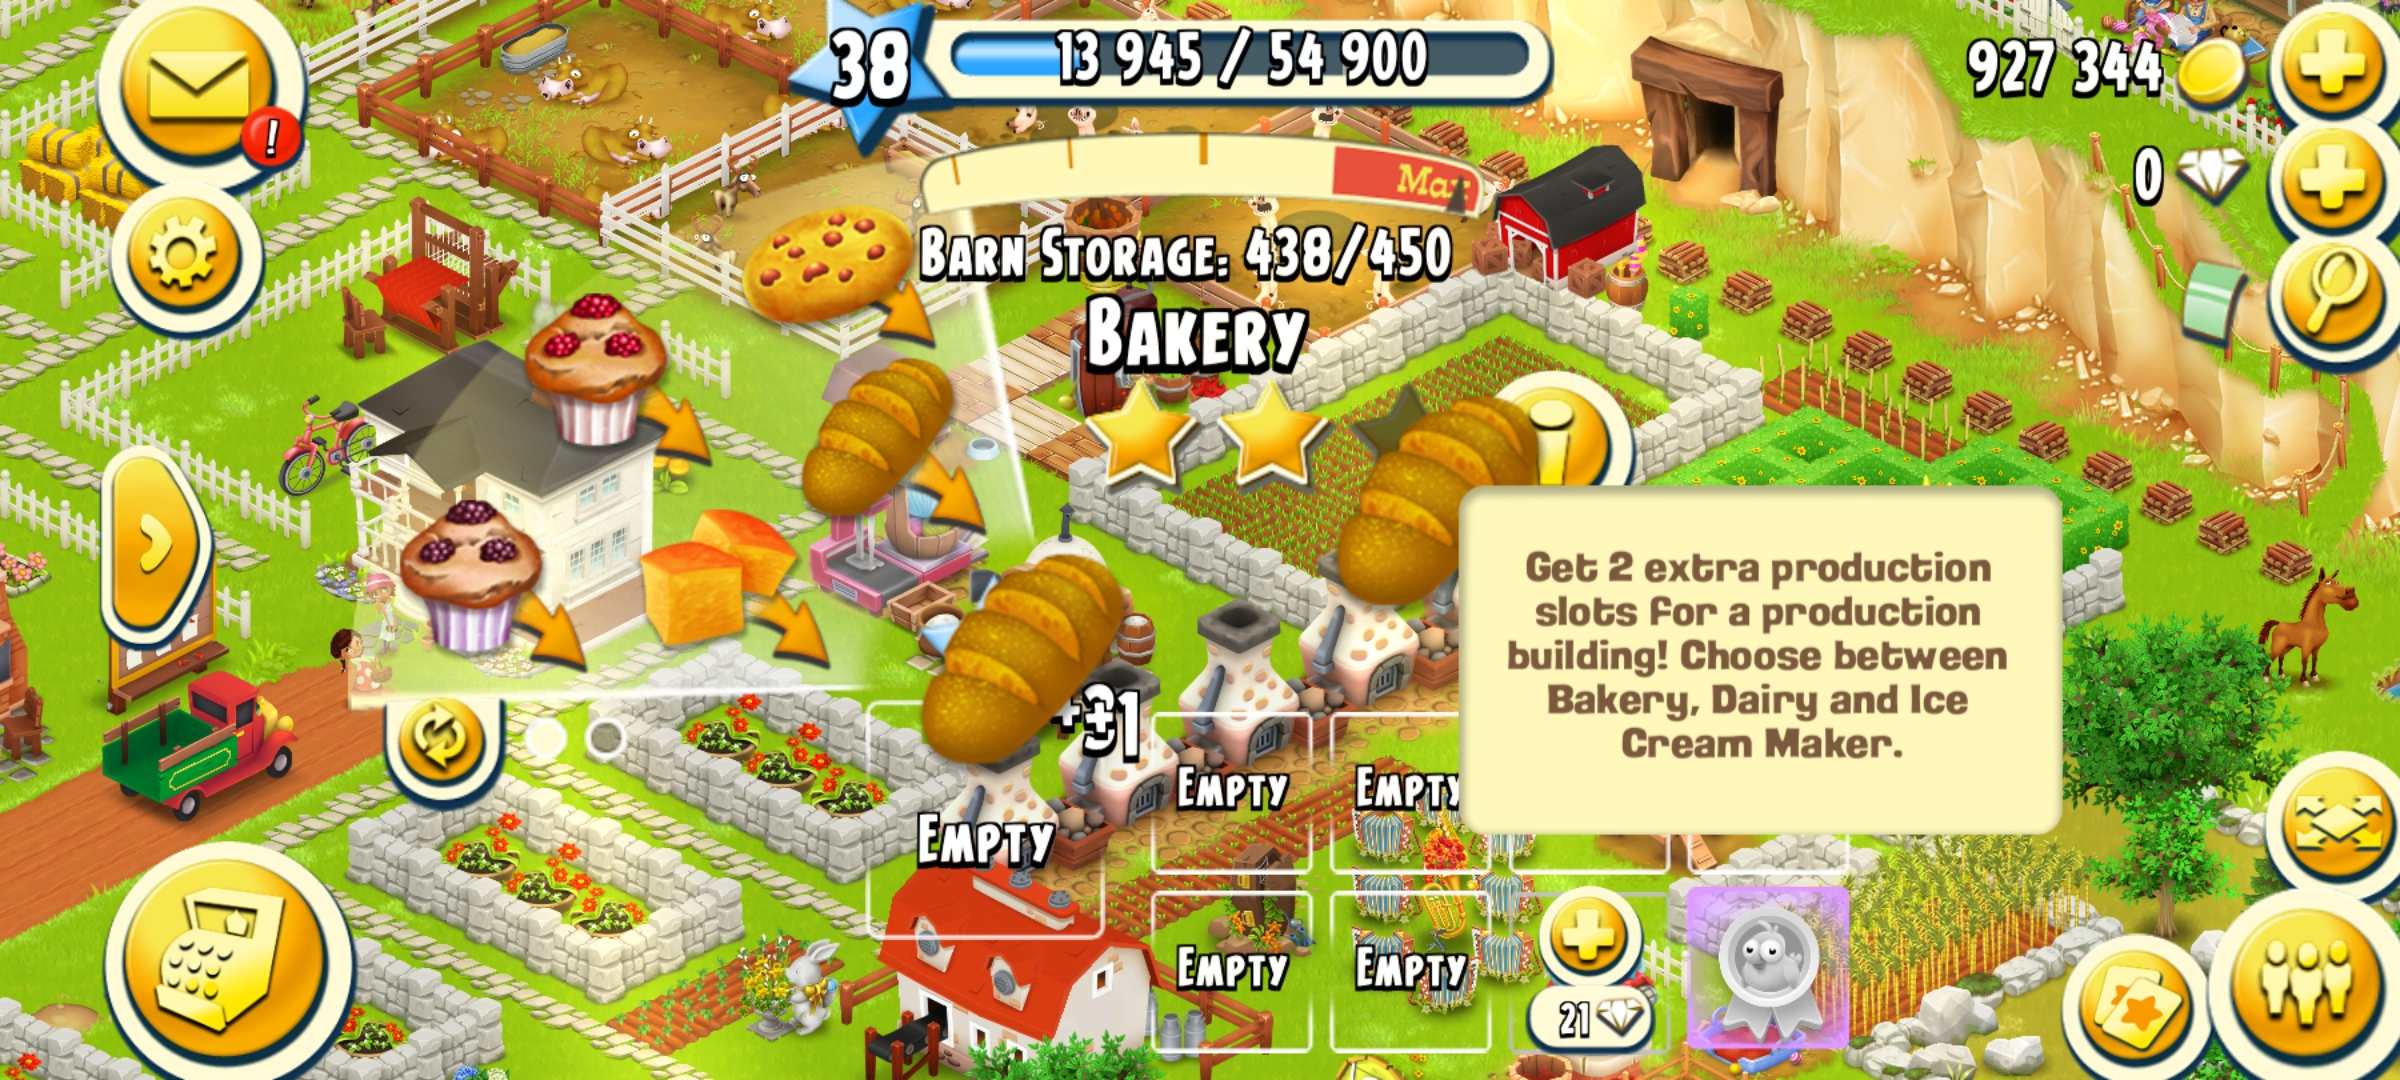 38
13 945 / 54 900
927 344
0
Max
Barn Storage: 438/450
Bakery
Get 2 extra production
slots for a production
building! Choose between
Bakery, Dairy and Ice
Cream Maker.
Empty
Empty
Empty
Empty
Empty
21